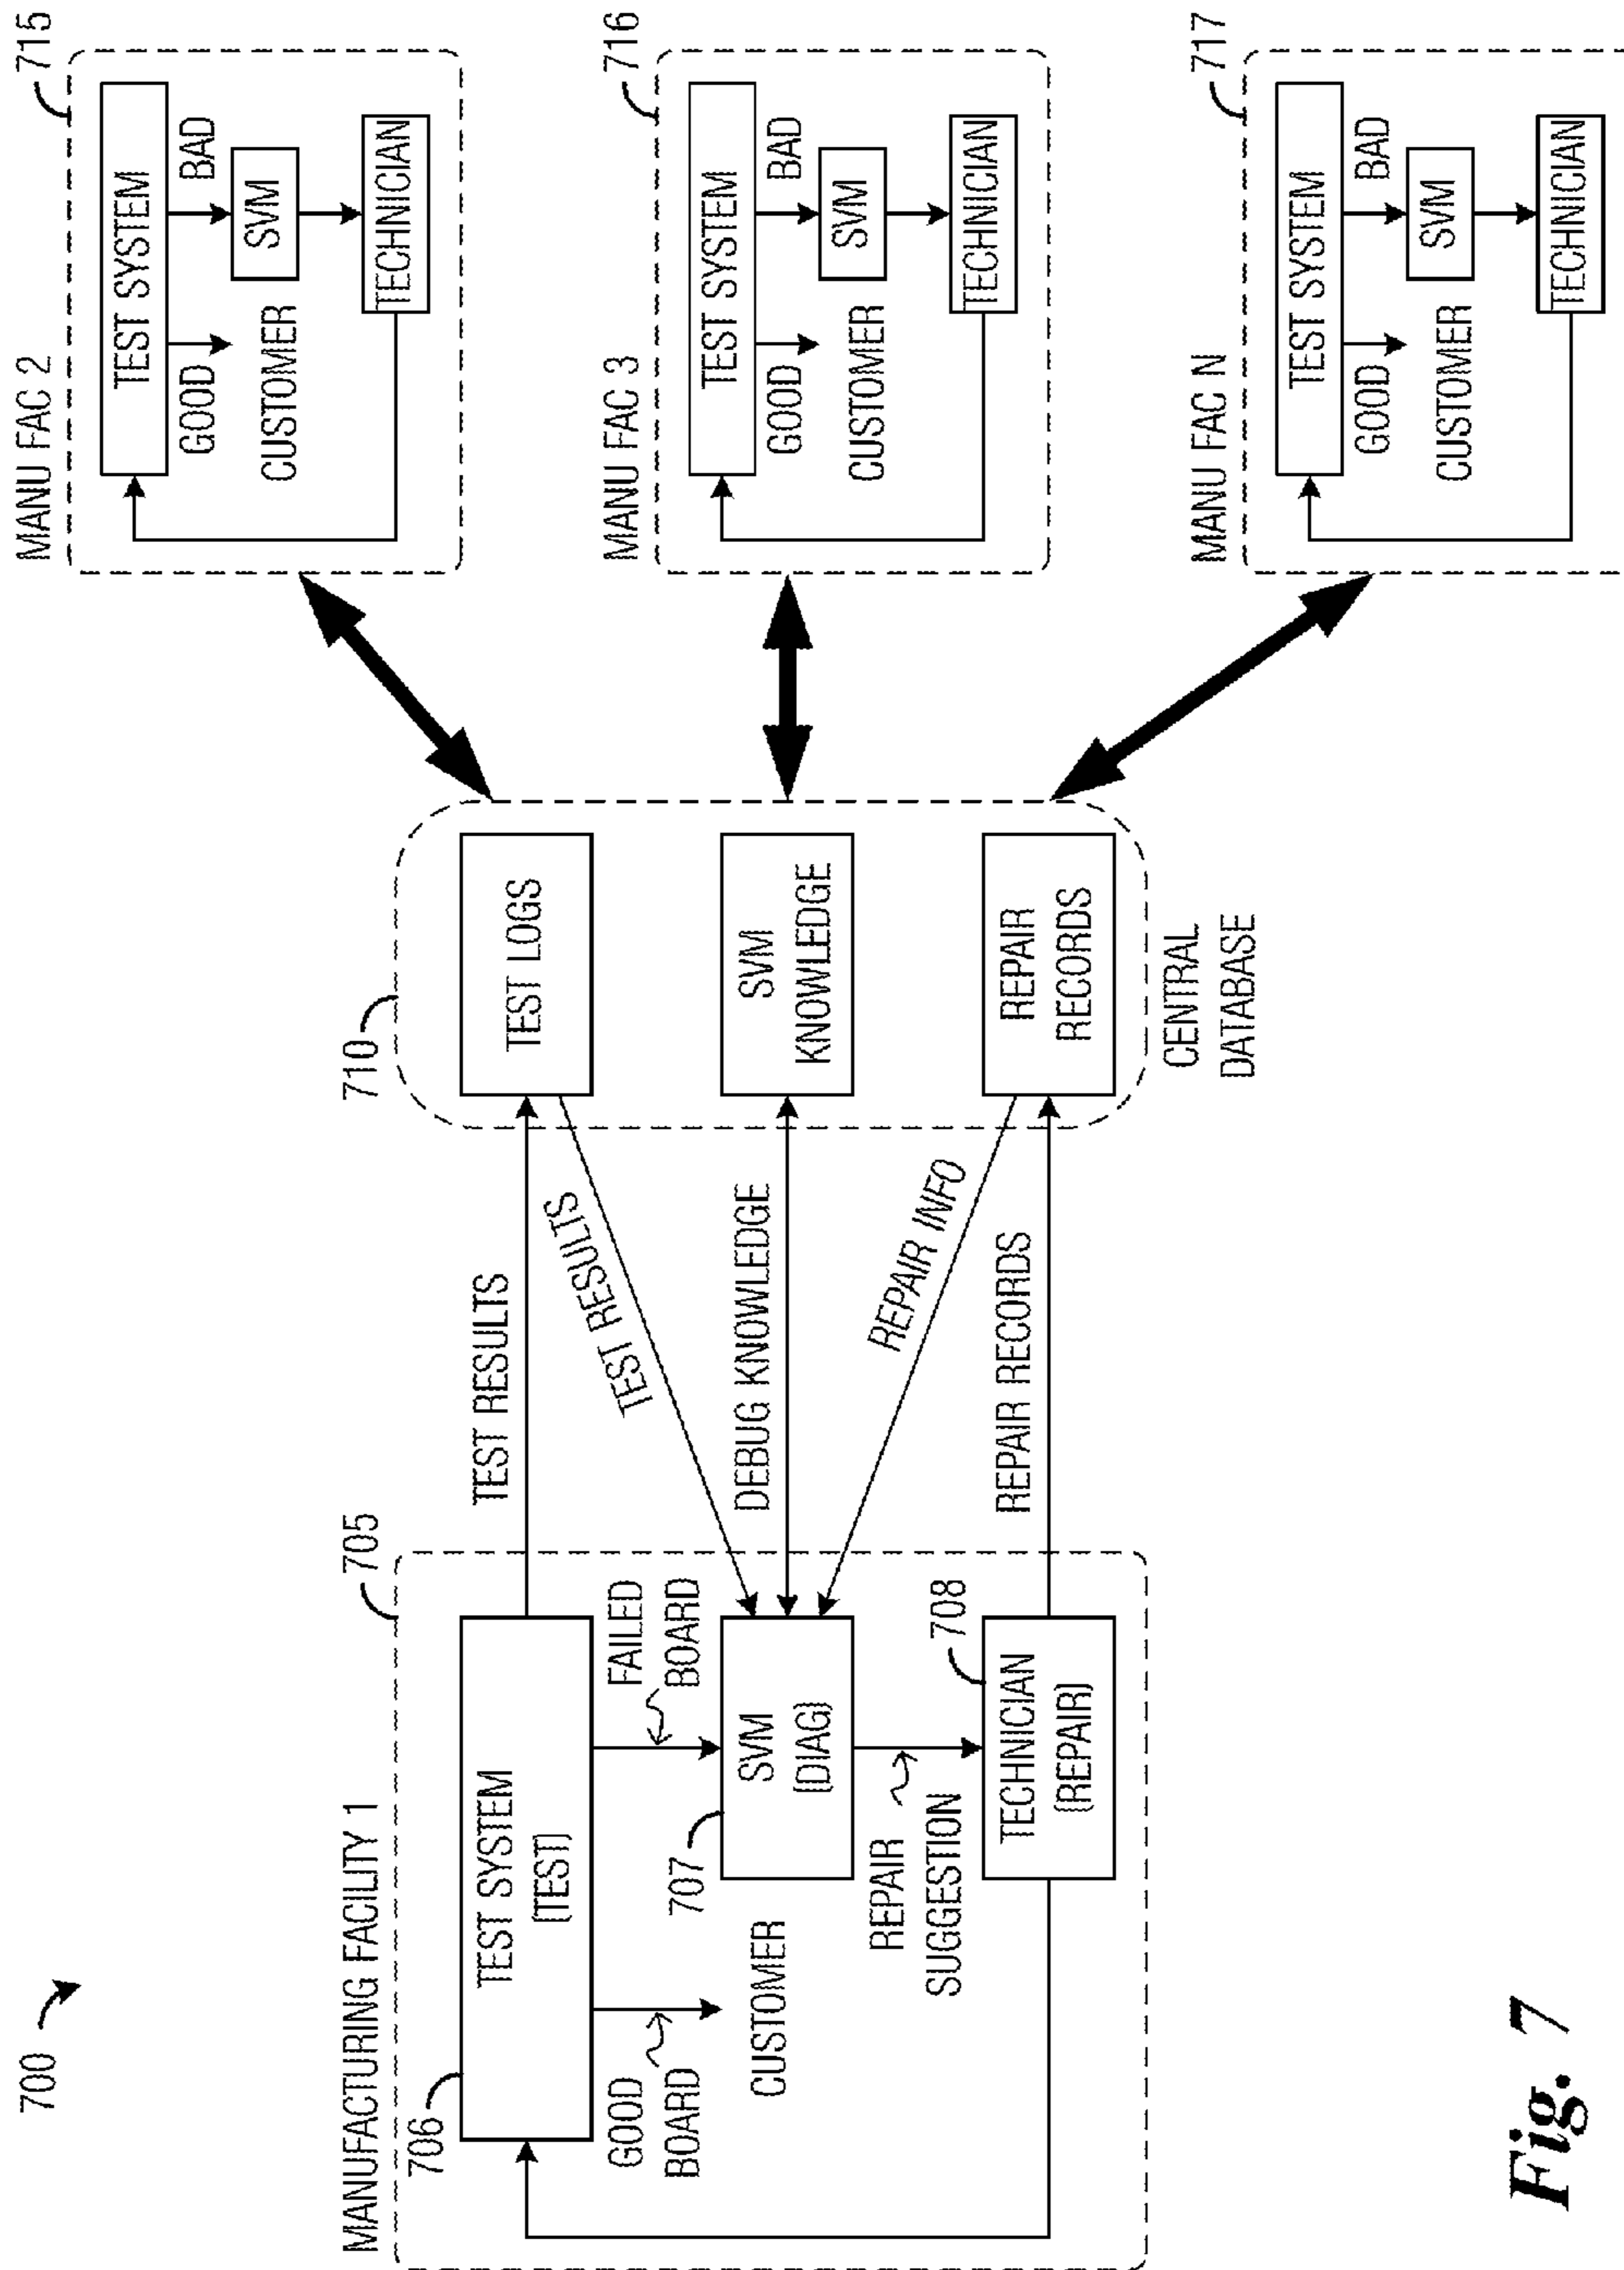 700
MANUFACTURING FACILITY 1
705
706
TEST SYSTEM
(TEST)
GOOD
BOARD
FAILED
BOARD
CUSTOMER
707
SVM
(DIAG)
REPAIR
SUGGESTION
708
TECHNICIAN
(REPAIR)
TEST RESULTS
TEST RESULTS
DEBUG KNOWLEDGE
REPAIR INFO
REPAIR RECORDS
710
TEST LOGS
SVM
KNOWLEDGE
REPAIR
RECORDS
CENTRAL
DATABASE
MANU FAC 2
715
TEST SYSTEM
GOOD
BAD
CUSTOMER
SVM
TECHNICIAN
MANU FAC 3
716
TEST SYSTEM
GOOD
BAD
CUSTOMER
SVM
TECHNICIAN
MANU FAC N
717
TEST SYSTEM
GOOD
BAD
CUSTOMER
SVM
TECHNICIAN
Fig. 7